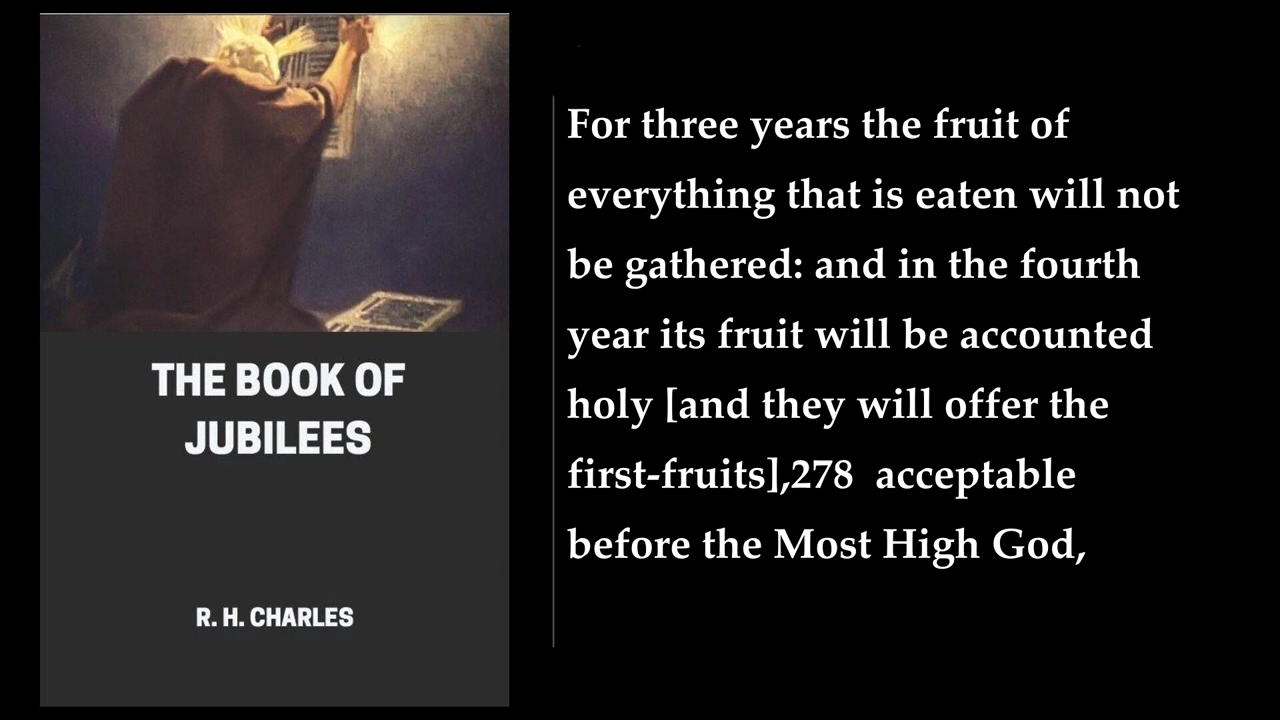 THE BOOK OF
JUBILEES
R. H. CHARLES
For three years the fruit of
everything that is eaten will not
be gathered: and in the fourth
year its fruit will be accounted
holy [and they will offer the
first-fruits],278  acceptable
before the Most High God,